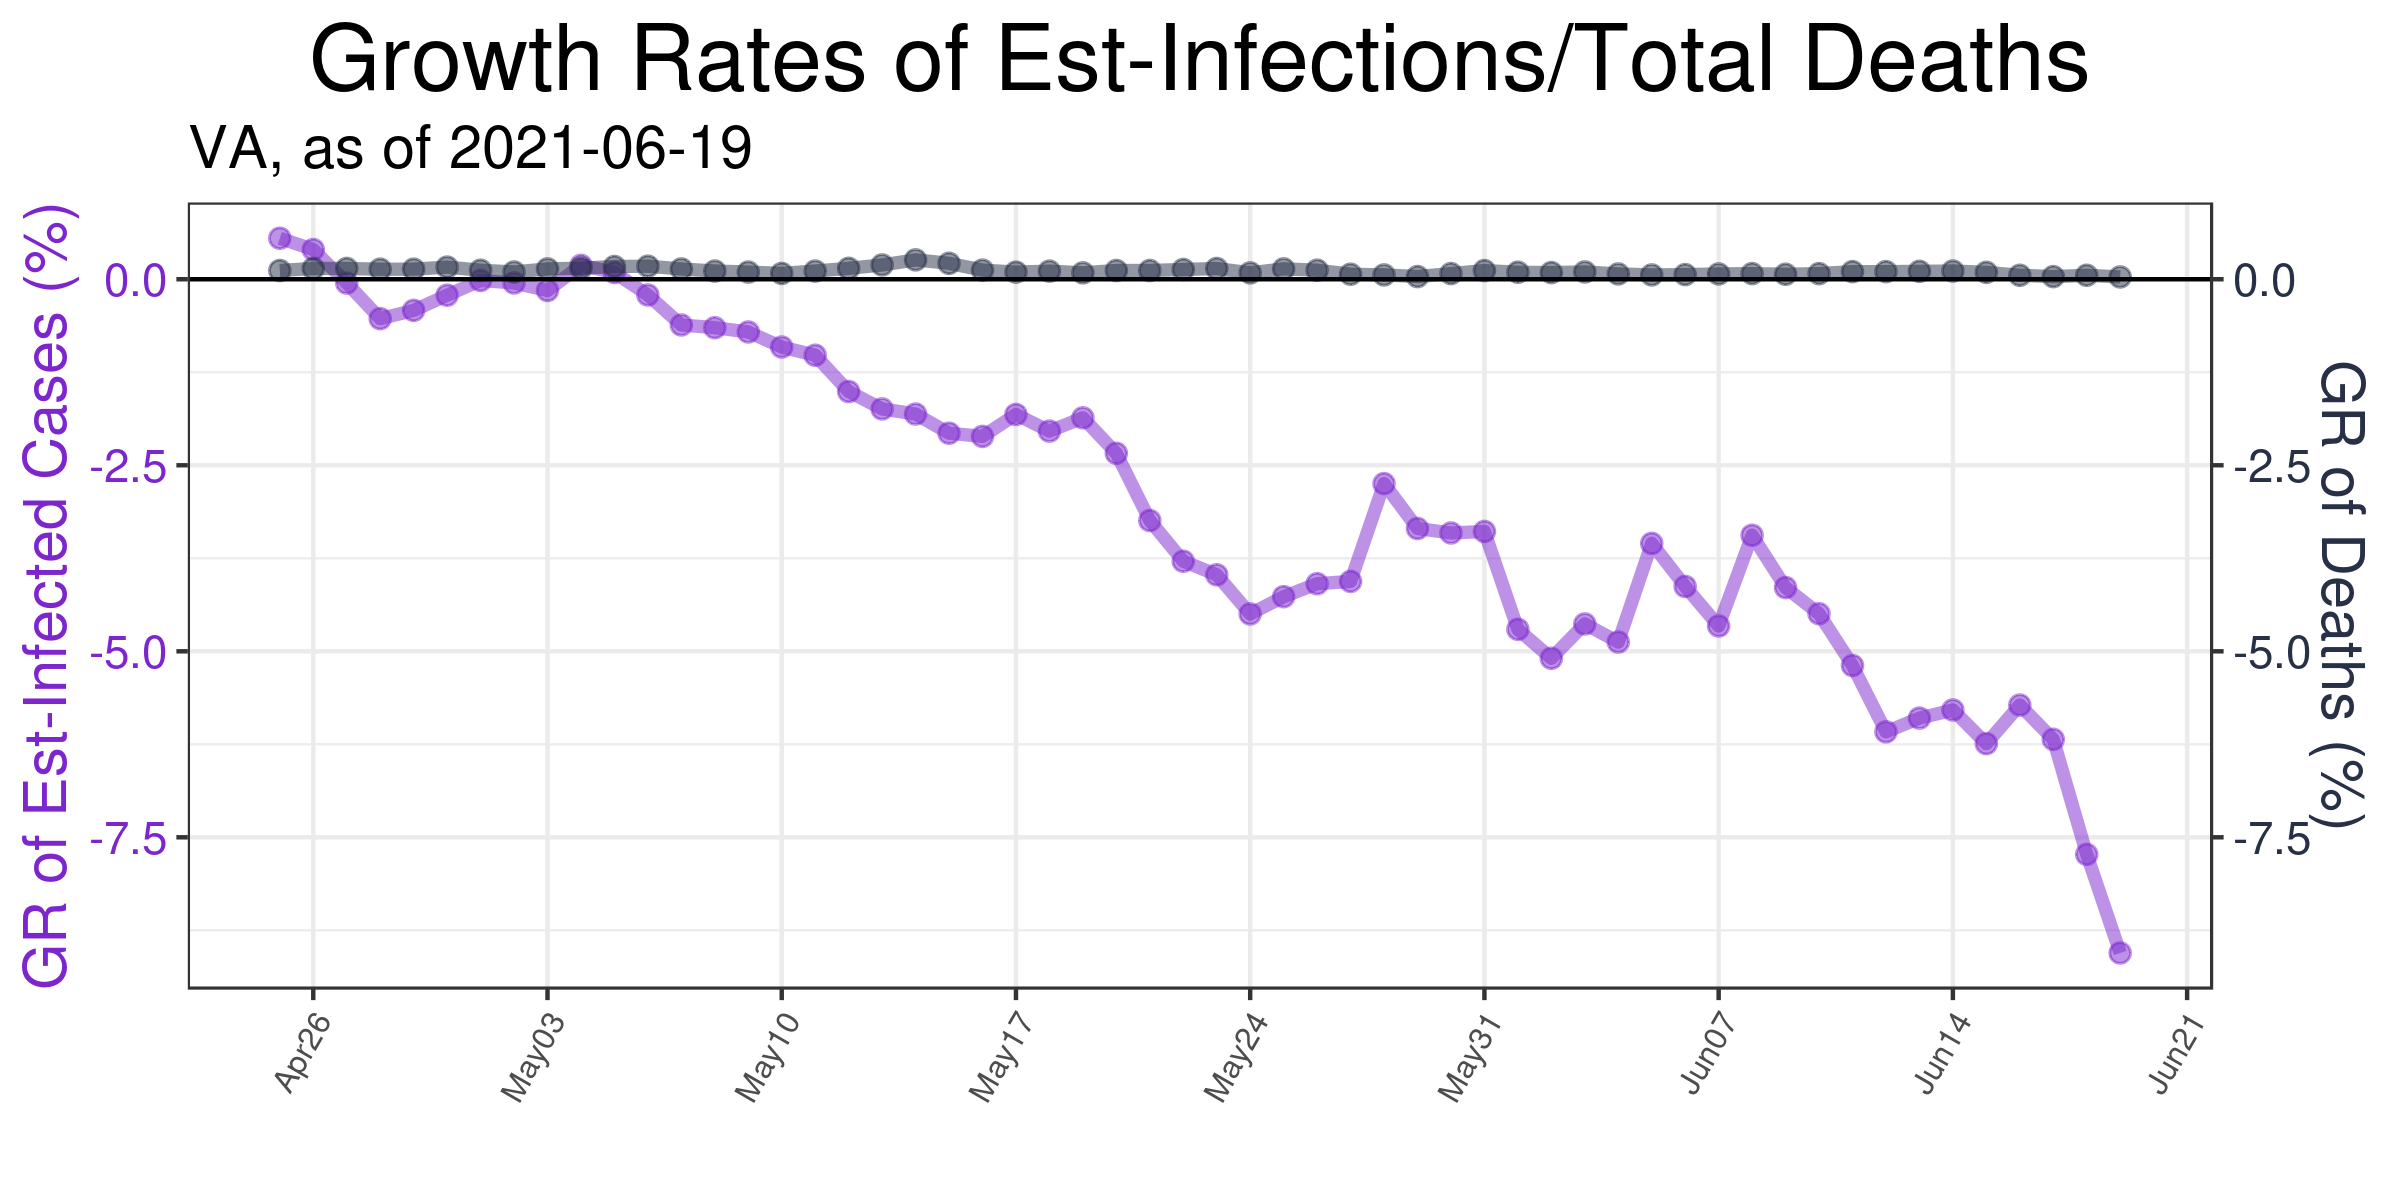 Growth Rates of Est-Infections/Total Deaths
VA, as of 2021-06-19
GR of Est-Infected Cases (%)
0.0
-2.5
-5.0
-7.5
0.0
-2.5
-5.0
-7.5
GR of Deaths (%)
Apr26
May03
May10
May17
May24
May31
Jun07
Jun14
Jun21